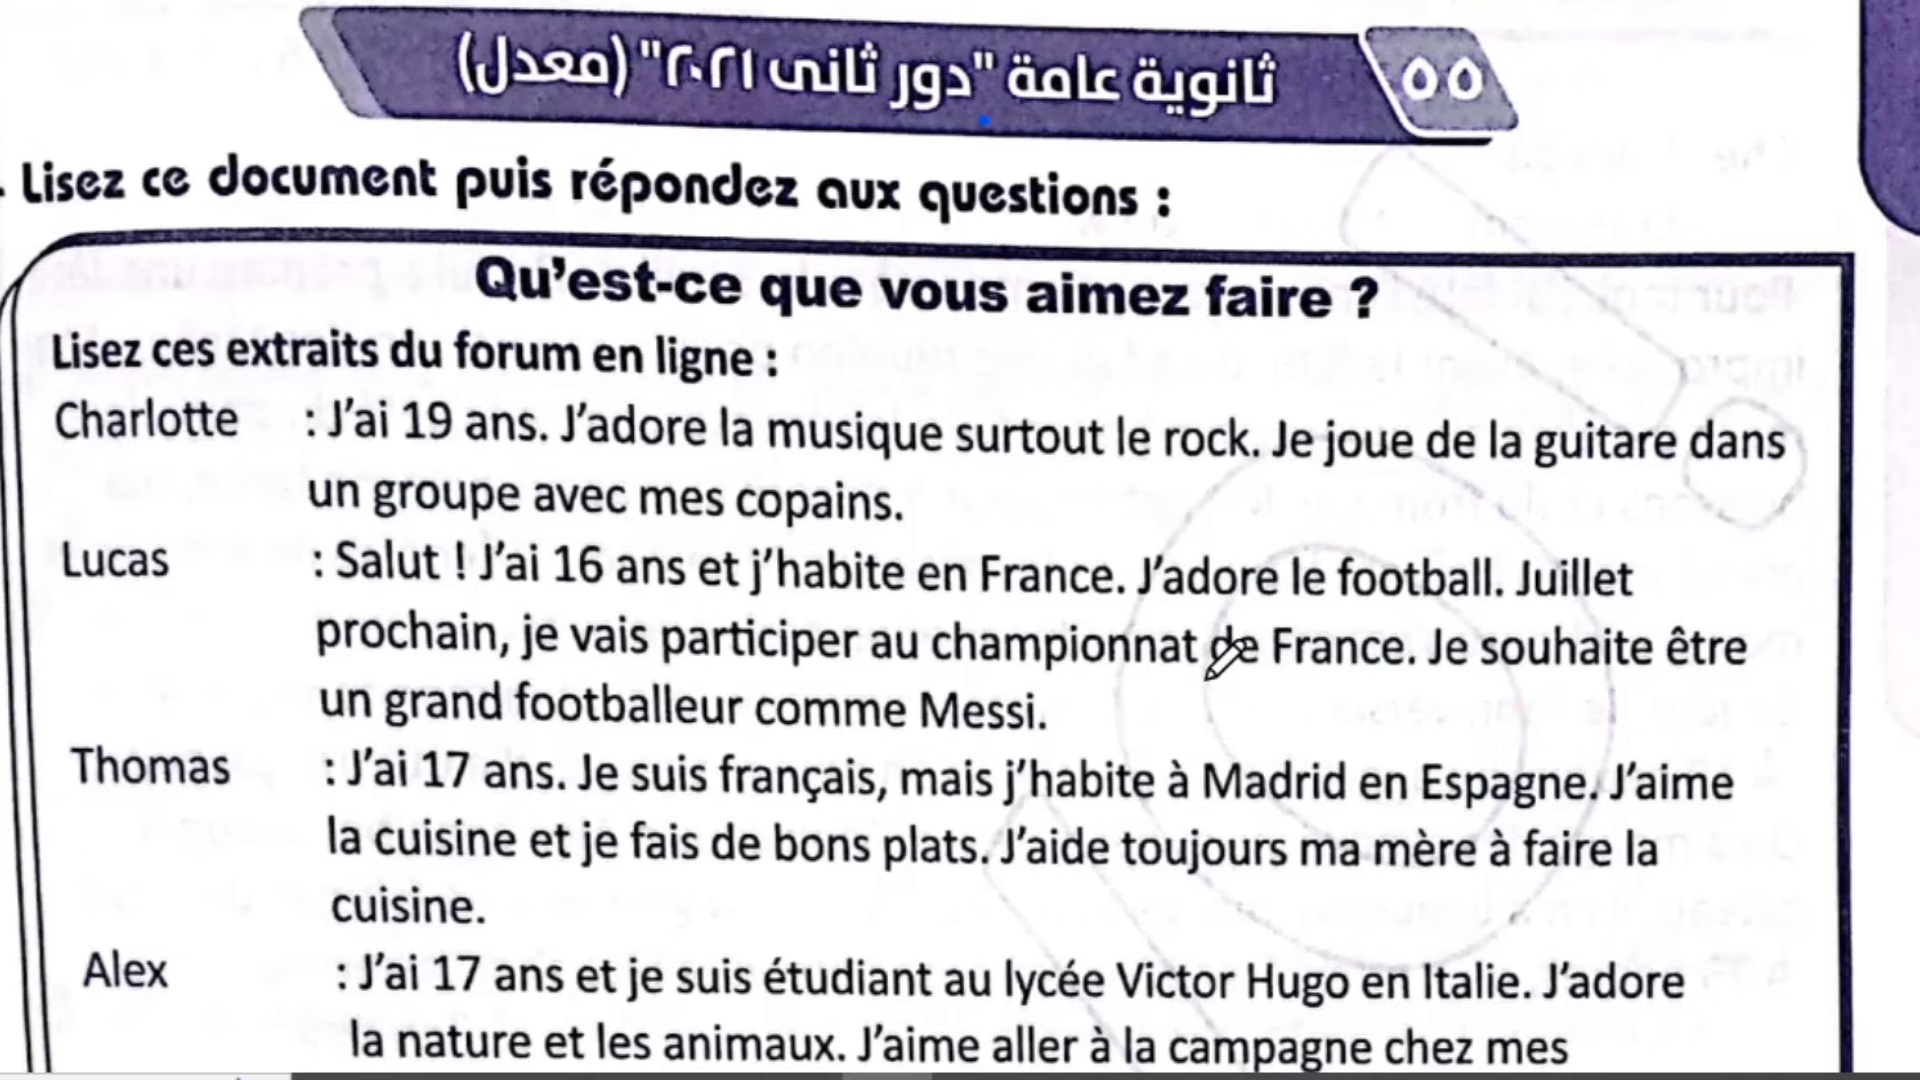 ٥٥ ثانوية عامة "دور ثانى ٢٠٢١" (معدل)
Lisez ce document puis répondez aux questions :
Qu'est-ce que vous aimez faire ?
Lisez ces extraits du forum en ligne :
Charlotte : J'ai 19 ans. J'adore la musique surtout le rock. Je joue de la guitare dans
un groupe avec mes copains.
Lucas : Salut ! J'ai 16 ans et j'habite en France. J'adore le football. Juillet
prochain, je vais participer au championnat de France. Je souhaite être
un grand footballeur comme Messi.
Thomas : J'ai 17 ans. Je suis français, mais j'habite à Madrid en Espagne. J'aime
la cuisine et je fais de bons plats. J'aide toujours ma mère à faire la
cuisine.
Alex : J'ai 17 ans et je suis étudiant au lycée Victor Hugo en Italie. J'adore
la nature et les animaux. J'aime aller à la campagne chez mes